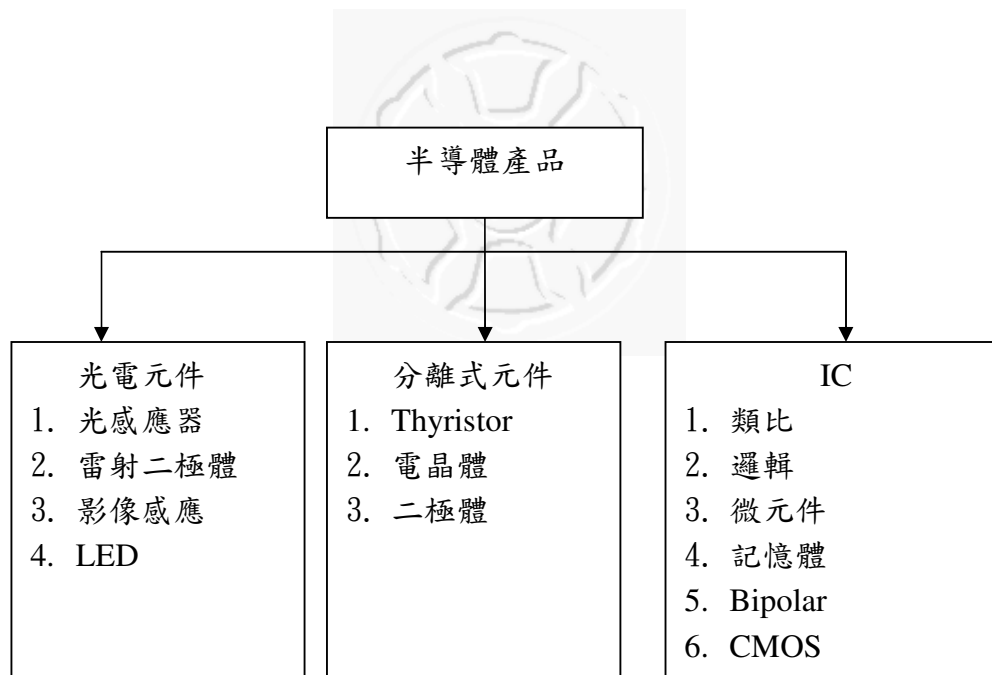 半導體產品
光電元件
1. 光感應器
2. 雷射二極體
3. 影像感應
4. LED
分離式元件
1. Thyristor
2. 電晶體
3. 二極體
IC
1. 類比
2. 邏輯
3. 微元件
4. 記憶體
5. Bipolar
6. CMOS